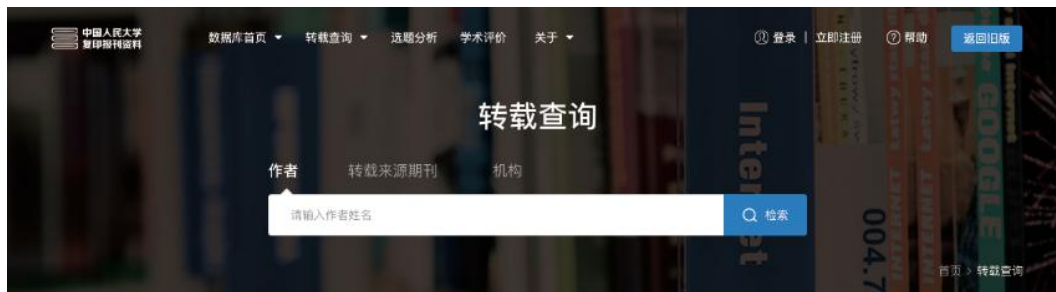 中国人民大学
复印报刊资料
数据库首页 转载查询 选题分析 学术评价 关于
登录 | 立即注册 帮助 返回旧版
转载查询
作者 转载来源期刊 机构
请输入作者姓名
检索
Internet
004.7
INTERNET
GOOGLE
首页 > 转载查询